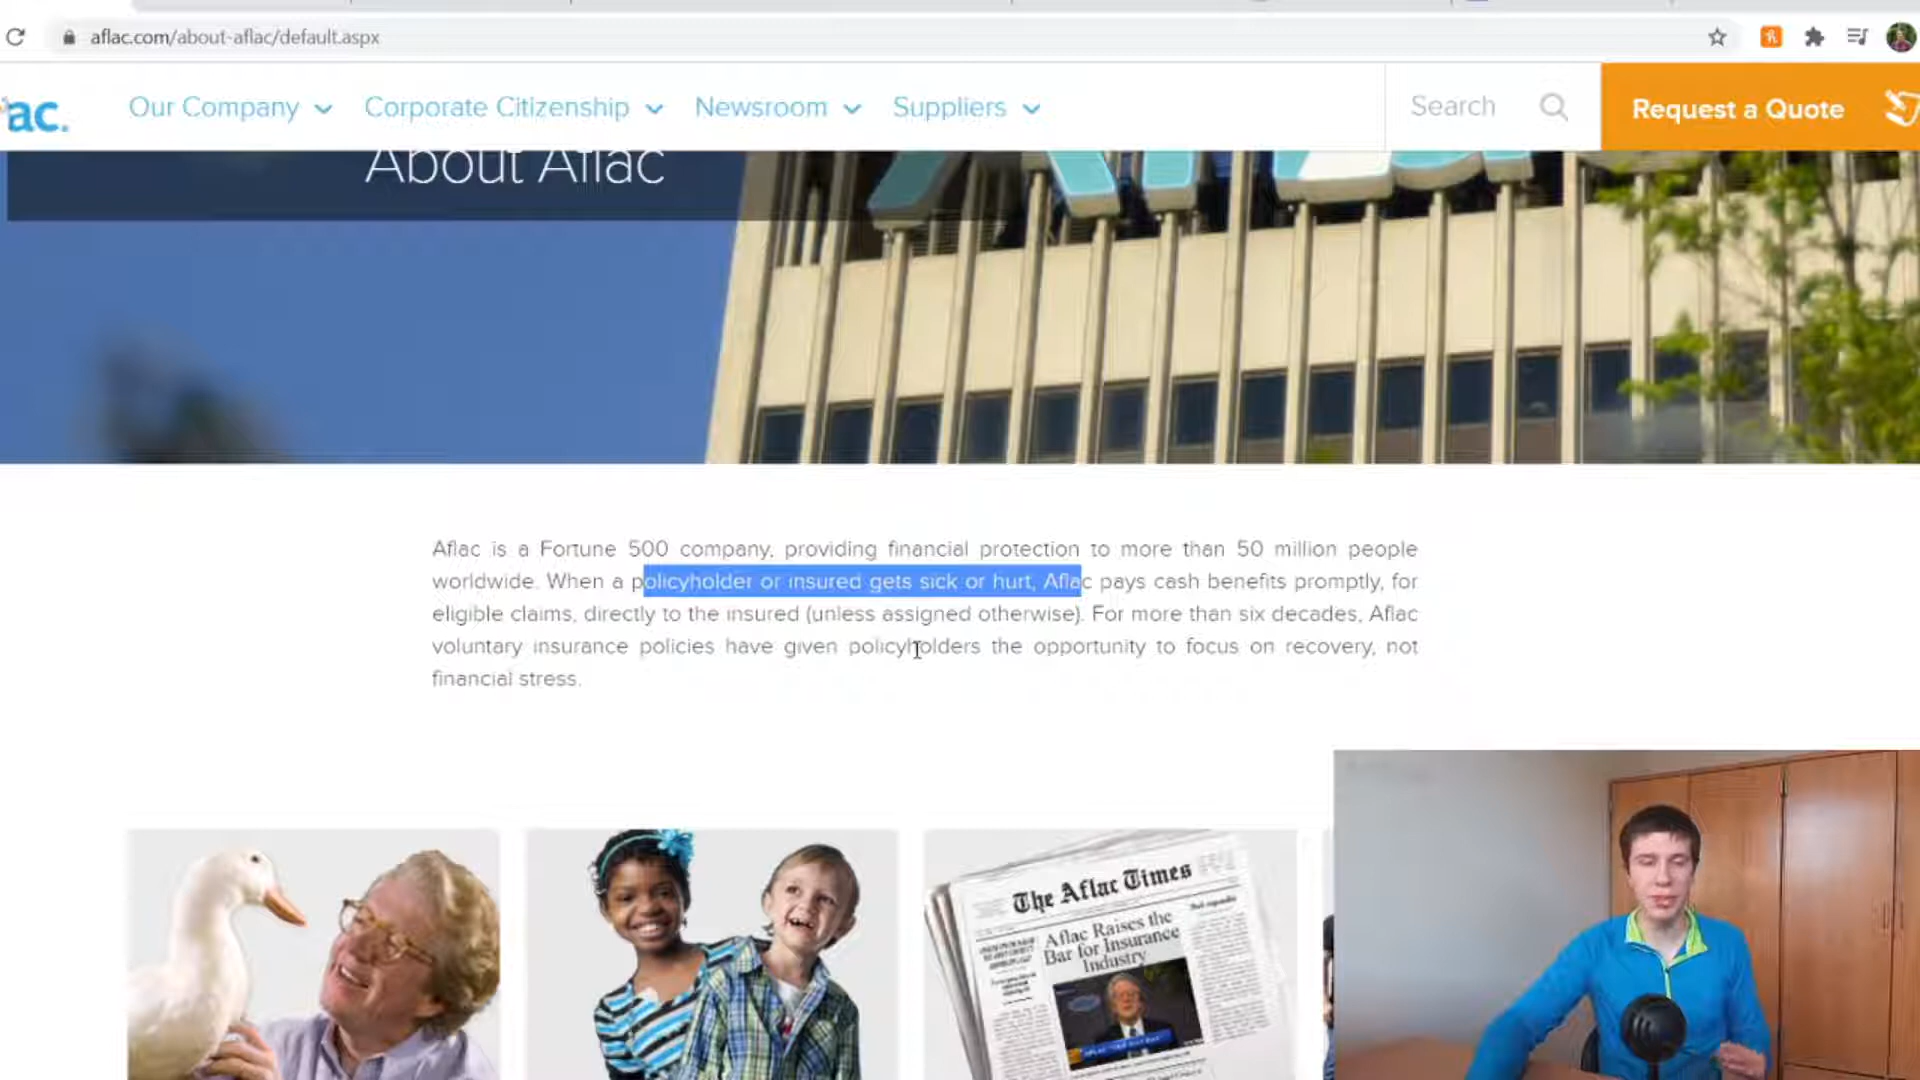 aflac.com/about-aflac/default.aspx
ac.
Our Company
Corporate Citizenship
Newsroom
Suppliers
Search
Request a Quote
About Aflac
Aflac is a Fortune 500 company, providing financial protection to more than 50 million people
worldwide. When a policyholder or insured gets sick or hurt, Aflac pays cash benefits promptly, for
eligible claims, directly to the insured (unless assigned otherwise). For more than six decades, Aflac
voluntary insurance policies have given policyholders the opportunity to focus on recovery, not
financial stress.
The Aflac Times
Aflac Raises the
Bar for Insurance
Industry